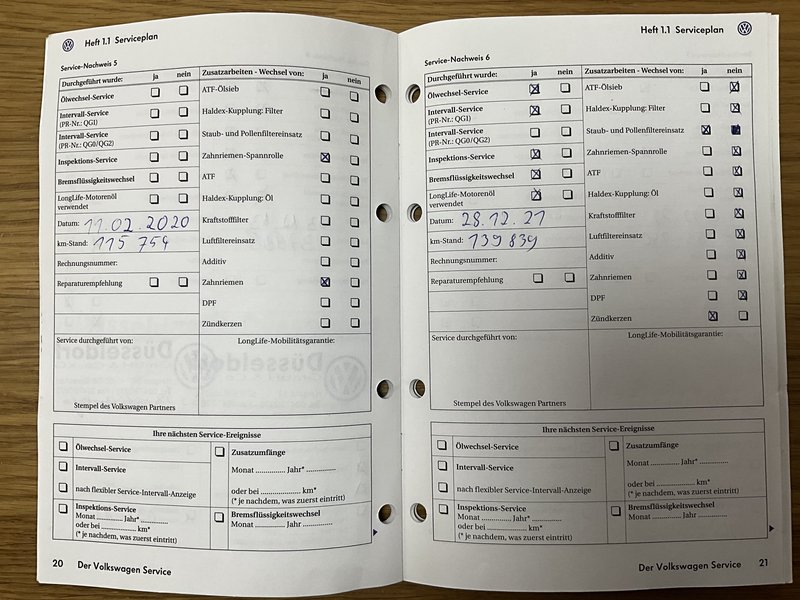 Heft 1.1 Serviceplan
Service-Nachweis 5
Durchgeführt wurde: ja nein Zusatzarbeiten - Wechsel von: ja nein
Ölwechsel-Service ATF-Ölsieb
Intervall-Service Haldex-Kupplung: Filter
(PR-Nr.: QG1)
Intervall-Service Staub- und Pollenfiltereinsatz
(PR-Nr.: QG0/QG2)
Inspektions-Service Zahnriemen-Spannrolle
Bremsflüssigkeitswechsel ATF
LongLife-Motorenöl Haldex-Kupplung: Öl
verwendet
Datum: 11.02.2020 Kraftstofffilter
km-Stand: 115 754 Luftfiltereinsatz
Rechnungsnummer: Additiv
Reparaturempfehlung Zahnriemen
DPF
Zündkerzen
Service durchgeführt von: LongLife-Mobilitätsgarantie:
Düsseldorf
Stempel des Volkswagen Partners
Ihre nächsten Service-Ereignisse
Ölwechsel-Service Zusatzumfänge
Intervall-Service Monat .............. Jahr* ..............
nach flexibler Service-Intervall-Anzeige oder bei .................. km*
(* je nachdem, was zuerst eintritt)
Inspektions-Service Bremsflüssigkeitswechsel
Monat ............ Jahr* ............ Monat ............ Jahr ..............
oder bei .................. km*
(* je nachdem, was zuerst eintritt)
20 Der Volkswagen Service
Heft 1.1 Serviceplan
Service-Nachweis 6
Durchgeführt wurde: ja nein Zusatzarbeiten - Wechsel von: ja nein
Ölwechsel-Service ATF-Ölsieb
Intervall-Service Haldex-Kupplung: Filter
(PR-Nr.: QG1)
Intervall-Service Staub- und Pollenfiltereinsatz
(PR-Nr.: QG0/QG2)
Inspektions-Service Zahnriemen-Spannrolle
Bremsflüssigkeitswechsel ATF
LongLife-Motorenöl Haldex-Kupplung: Öl
verwendet
Datum: 28.12.21 Kraftstofffilter
km-Stand: 139 839 Luftfiltereinsatz
Rechnungsnummer: Additiv
Reparaturempfehlung Zahnriemen
DPF
Zündkerzen
Service durchgeführt von: LongLife-Mobilitätsgarantie:
Stempel des Volkswagen Partners
Ihre nächsten Service-Ereignisse
Ölwechsel-Service Zusatzumfänge
Intervall-Service Monat .............. Jahr* ..............
nach flexibler Service-Intervall-Anzeige oder bei .................. km*
(* je nachdem, was zuerst eintritt)
Inspektions-Service Bremsflüssigkeitswechsel
Monat ............ Jahr* ............ Monat ............ Jahr ..............
oder bei .................. km*
(* je nachdem, was zuerst eintritt)
Der Volkswagen Service 21